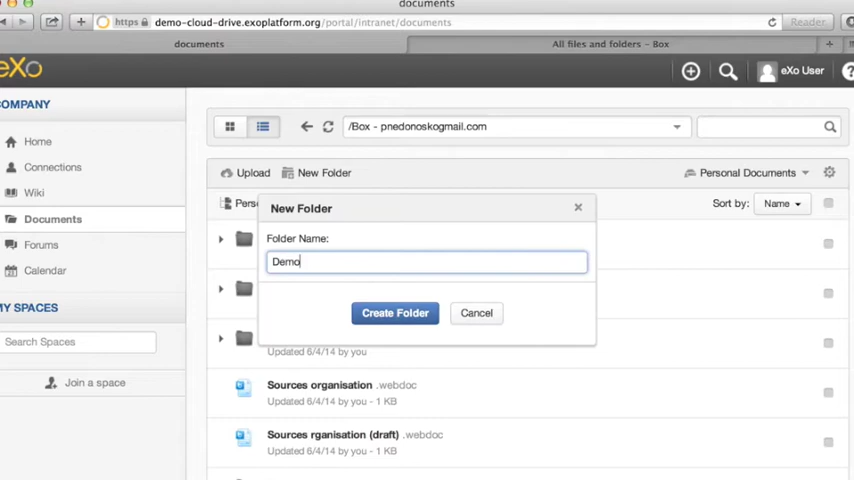 documents
https demo-cloud-drive.exoplatform.org/portal/intranet/documents
Reader
documents
All files and folders – Box
eXo
eXo User
COMPANY
Home
Connections
Wiki
Documents
Forums
Calendar
MY SPACES
Search Spaces
Join a space
/Box - pnedonoskogmail.com
Upload
New Folder
Personal Documents
Perso
Sort by:
Name
New Folder
Folder Name:
Demo
Create Folder
Cancel
Updated 6/4/14 by you
Sources organisation .webdoc
Updated 6/4/14 by you - 1 KB
Sources rganisation (draft) .webdoc
Updated 6/4/14 by you - 1 KB